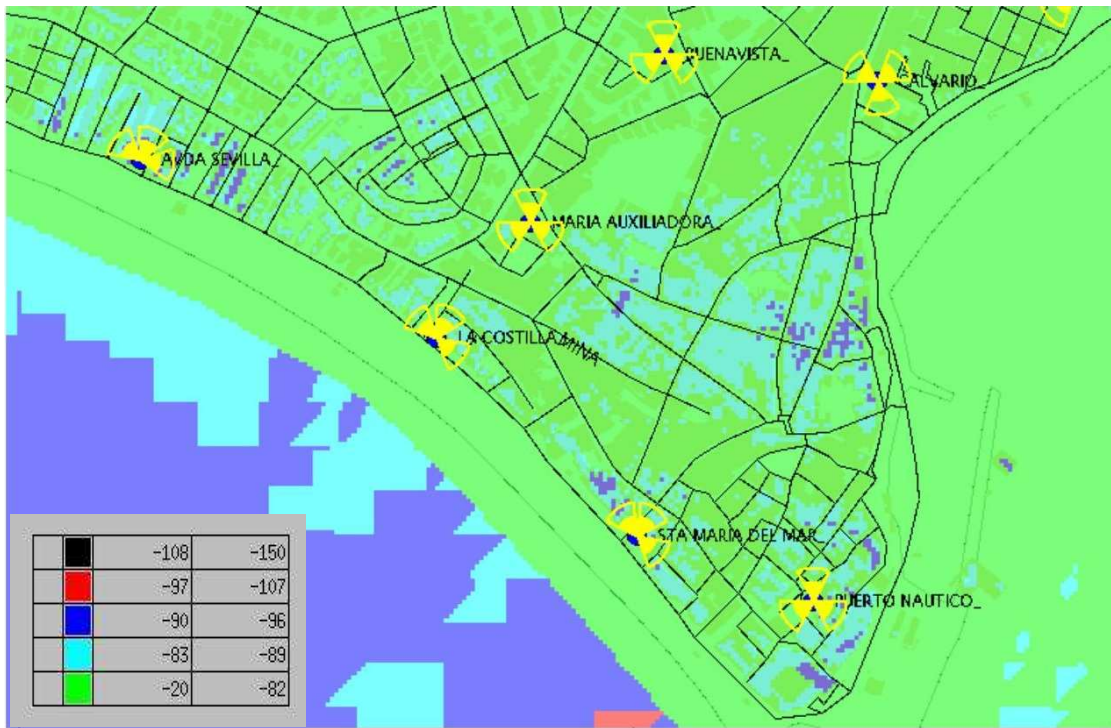 BUENAVISTA_
ALVARIO_
AVDA SEVILLA_
MARIA AUXILIADORA_
LA COSTILLA
MINA
STA MARIA DEL MAR_
PUERTO NAUTICO_
-108 -150
-97 -107
-90 -96
-83 -89
-20 -82